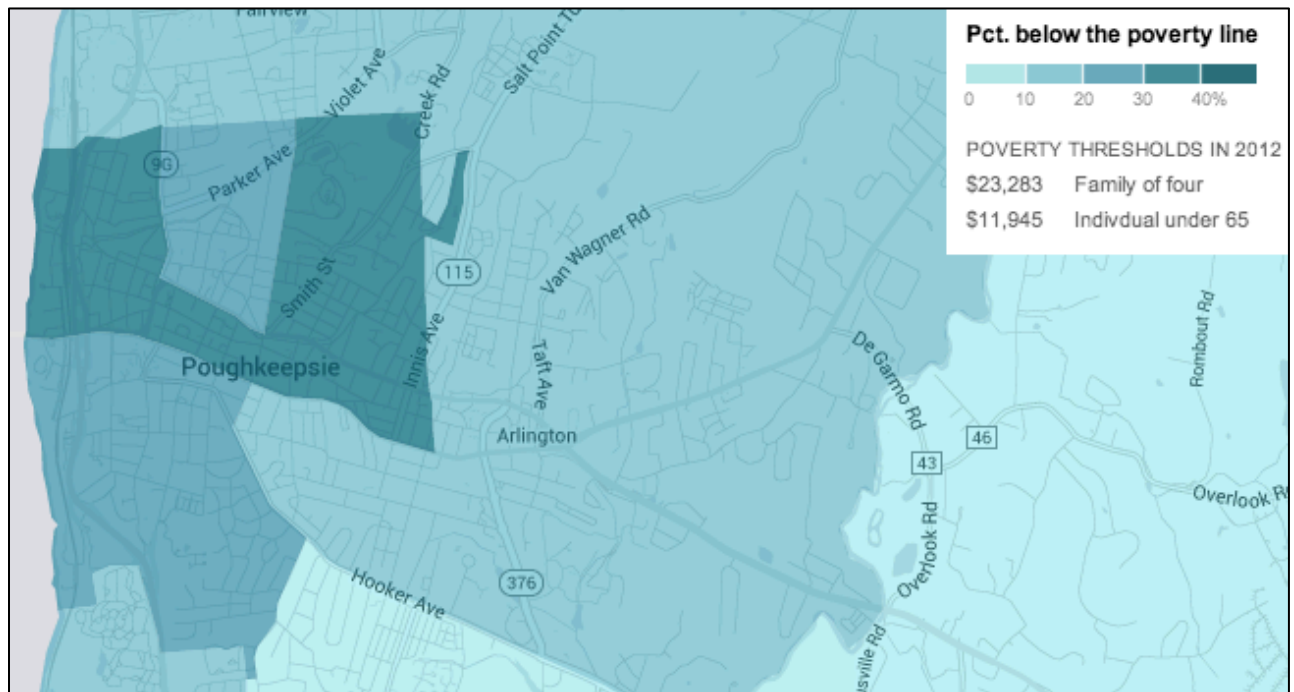 Fairview
Violet Ave
Creek Rd
Salt Point
Pct. below the poverty line
0 10 20 30 40%
POVERTY THRESHOLDS IN 2012
$23,283 Family of four
$11,945 Indivdual under 65
9G
Parker Ave
Van Wagner Rd
115
Smith St
Innis Ave
Taft Ave
Poughkeepsie
Arlington
De Garmo Rd
Rombout Rd
46
43
Overlook Rd
Overlook Rd
Hooker Ave
376